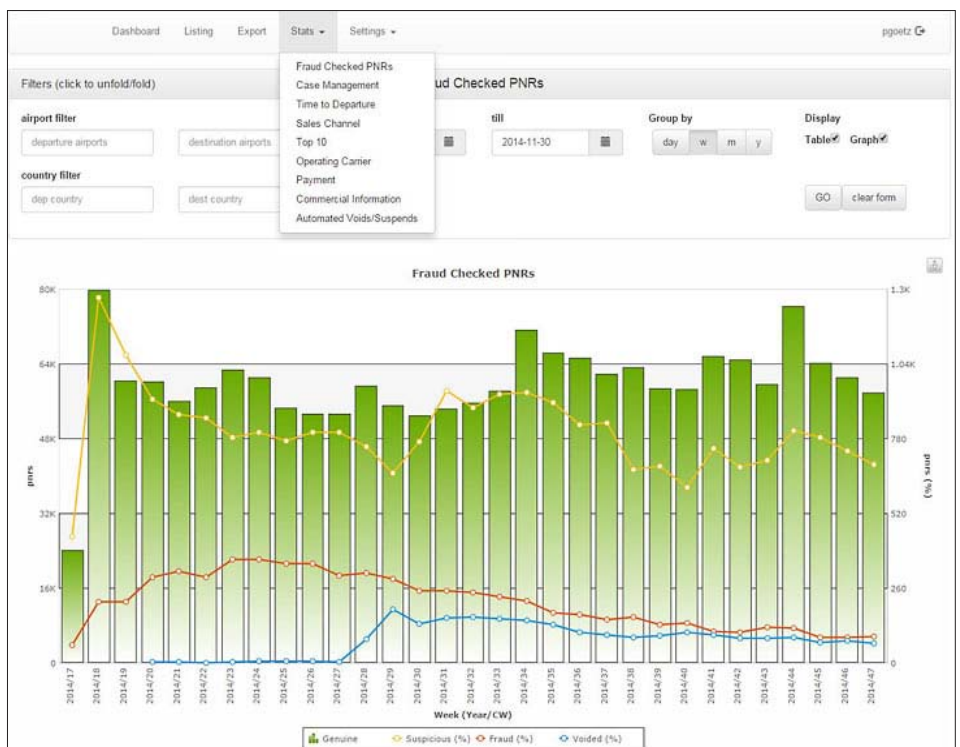 Dashboard Listing Export Stats Settings pgoetz
Fraud Checked PNRs
Case Management
Time to Departure
Sales Channel
Top 10
Operating Carrier
Payment
Commercial Information
Automated Voids/Suspends
Filters (click to unfold/fold) ud Checked PNRs
airport filter till Group by Display
departure airports destination airports 2014-11-30 day w m y Table Graph
country filter
dep country dest country GO clear form
Fraud Checked PNRs
80K 1.3K
64K 1.04K
48K 780
pnrs pnrs (%)
32K 520
16K 260
0 0
2014/17 2014/18 2014/19 2014/20 2014/21 2014/22 2014/23 2014/24 2014/25 2014/26 2014/27 2014/28 2014/29 2014/30 2014/31 2014/32 2014/33 2014/34 2014/35 2014/36 2014/37 2014/38 2014/39 2014/40 2014/41 2014/42 2014/43 2014/44 2014/45 2014/46 2014/47
Week (Year/CW)
Genuine Suspicious (%) Fraud (%) Voided (%)